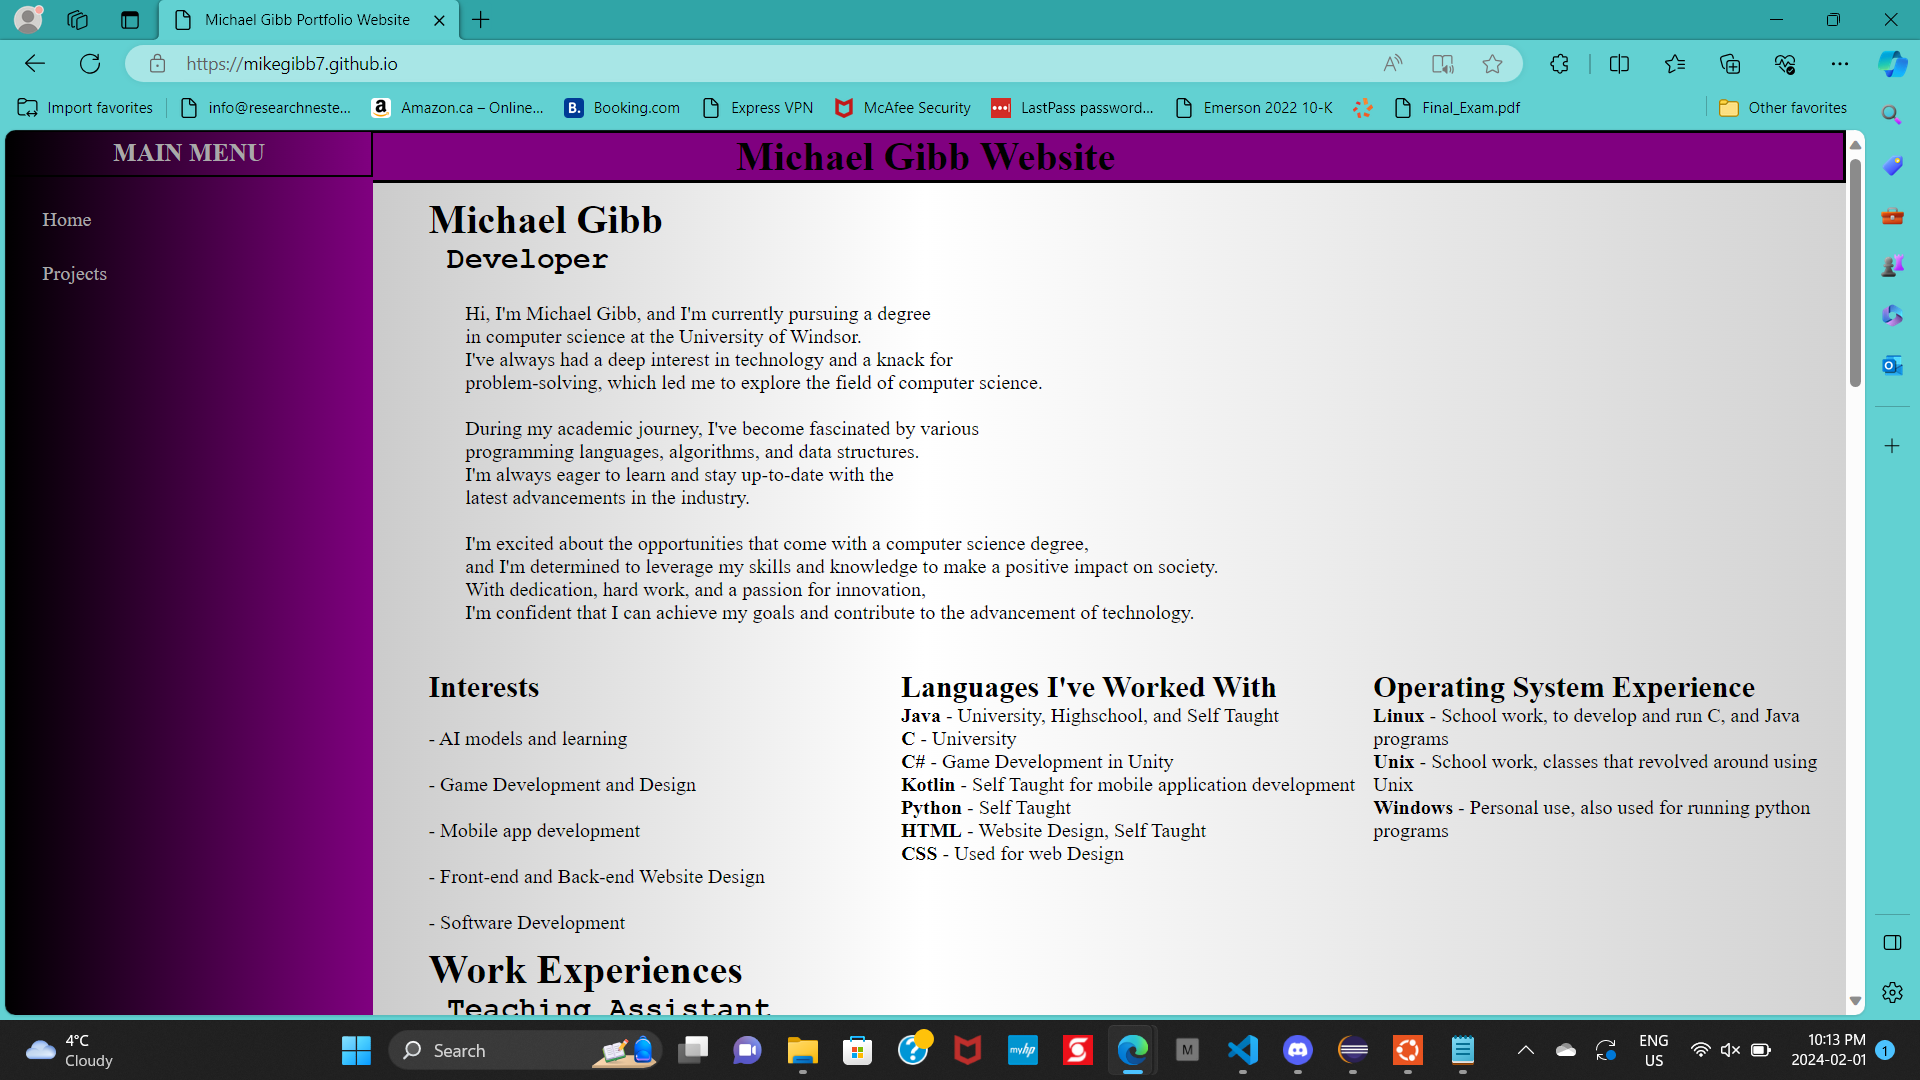 Michael Gibb Portfolio Website
https://mikegibb7.github.io
Import favorites
info@researchneste...
Amazon.ca – Online...
Booking.com
Express VPN
McAfee Security
LastPass password...
Emerson 2022 10-K
Final_Exam.pdf
Other favorites
MAIN MENU
Home
Projects
Michael Gibb Website
Michael Gibb
Developer
Hi, I'm Michael Gibb, and I'm currently pursuing a degree
in computer science at the University of Windsor.
I've always had a deep interest in technology and a knack for
problem-solving, which led me to explore the field of computer science.
During my academic journey, I've become fascinated by various
programming languages, algorithms, and data structures.
I'm always eager to learn and stay up-to-date with the
latest advancements in the industry.
I'm excited about the opportunities that come with a computer science degree,
and I'm determined to leverage my skills and knowledge to make a positive impact on society.
With dedication, hard work, and a passion for innovation,
I'm confident that I can achieve my goals and contribute to the advancement of technology.
Interests
- AI models and learning
- Game Development and Design
- Mobile app development
- Front-end and Back-end Website Design
- Software Development
Languages I've Worked With
Java - University, Highschool, and Self Taught
C - University
C# - Game Development in Unity
Kotlin - Self Taught for mobile application development
Python - Self Taught
HTML - Website Design, Self Taught
CSS - Used for web Design
Operating System Experience
Linux - School work, to develop and run C, and Java
programs
Unix - School work, classes that revolved around using
Unix
Windows - Personal use, also used for running python
programs
Work Experiences
Teaching Assistant
4°C
Cloudy
Search
myhp
M
ENG
US
10:13 PM
2024-02-01
1